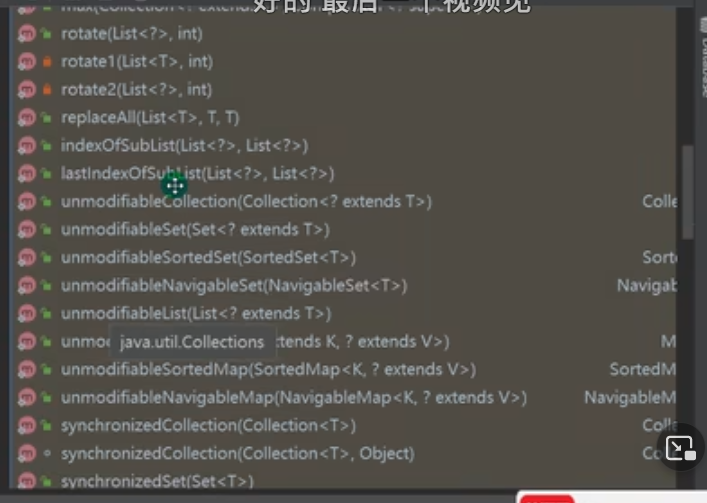 好的 最后一个视频见
max(Collection<? extends
rotate(List<?>, int)
rotate1(List<T>, int)
rotate2(List<?>, int)
replaceAll(List<T>, T, T)
indexOfSubList(List<?>, List<?>)
lastIndexOfSubList(List<?>, List<?>)
unmodifiableCollection(Collection<? extends T>) Colle
unmodifiableSet(Set<? extends T>)
unmodifiableSortedSet(SortedSet<T>) Sorte
unmodifiableNavigableSet(NavigableSet<T>) Navigab
unmodifiableList(List<? extends T>)
unmo java.util.Collections tends K, ? extends V>) M
unmodifiableSortedMap(SortedMap<K, ? extends V>) SortedM
unmodifiableNavigableMap(NavigableMap<K, ? extends V>) NavigableM
synchronizedCollection(Collection<T>) Colle
synchronizedCollection(Collection<T>, Object) Co
synchronizedSet(Set<T>)
Database